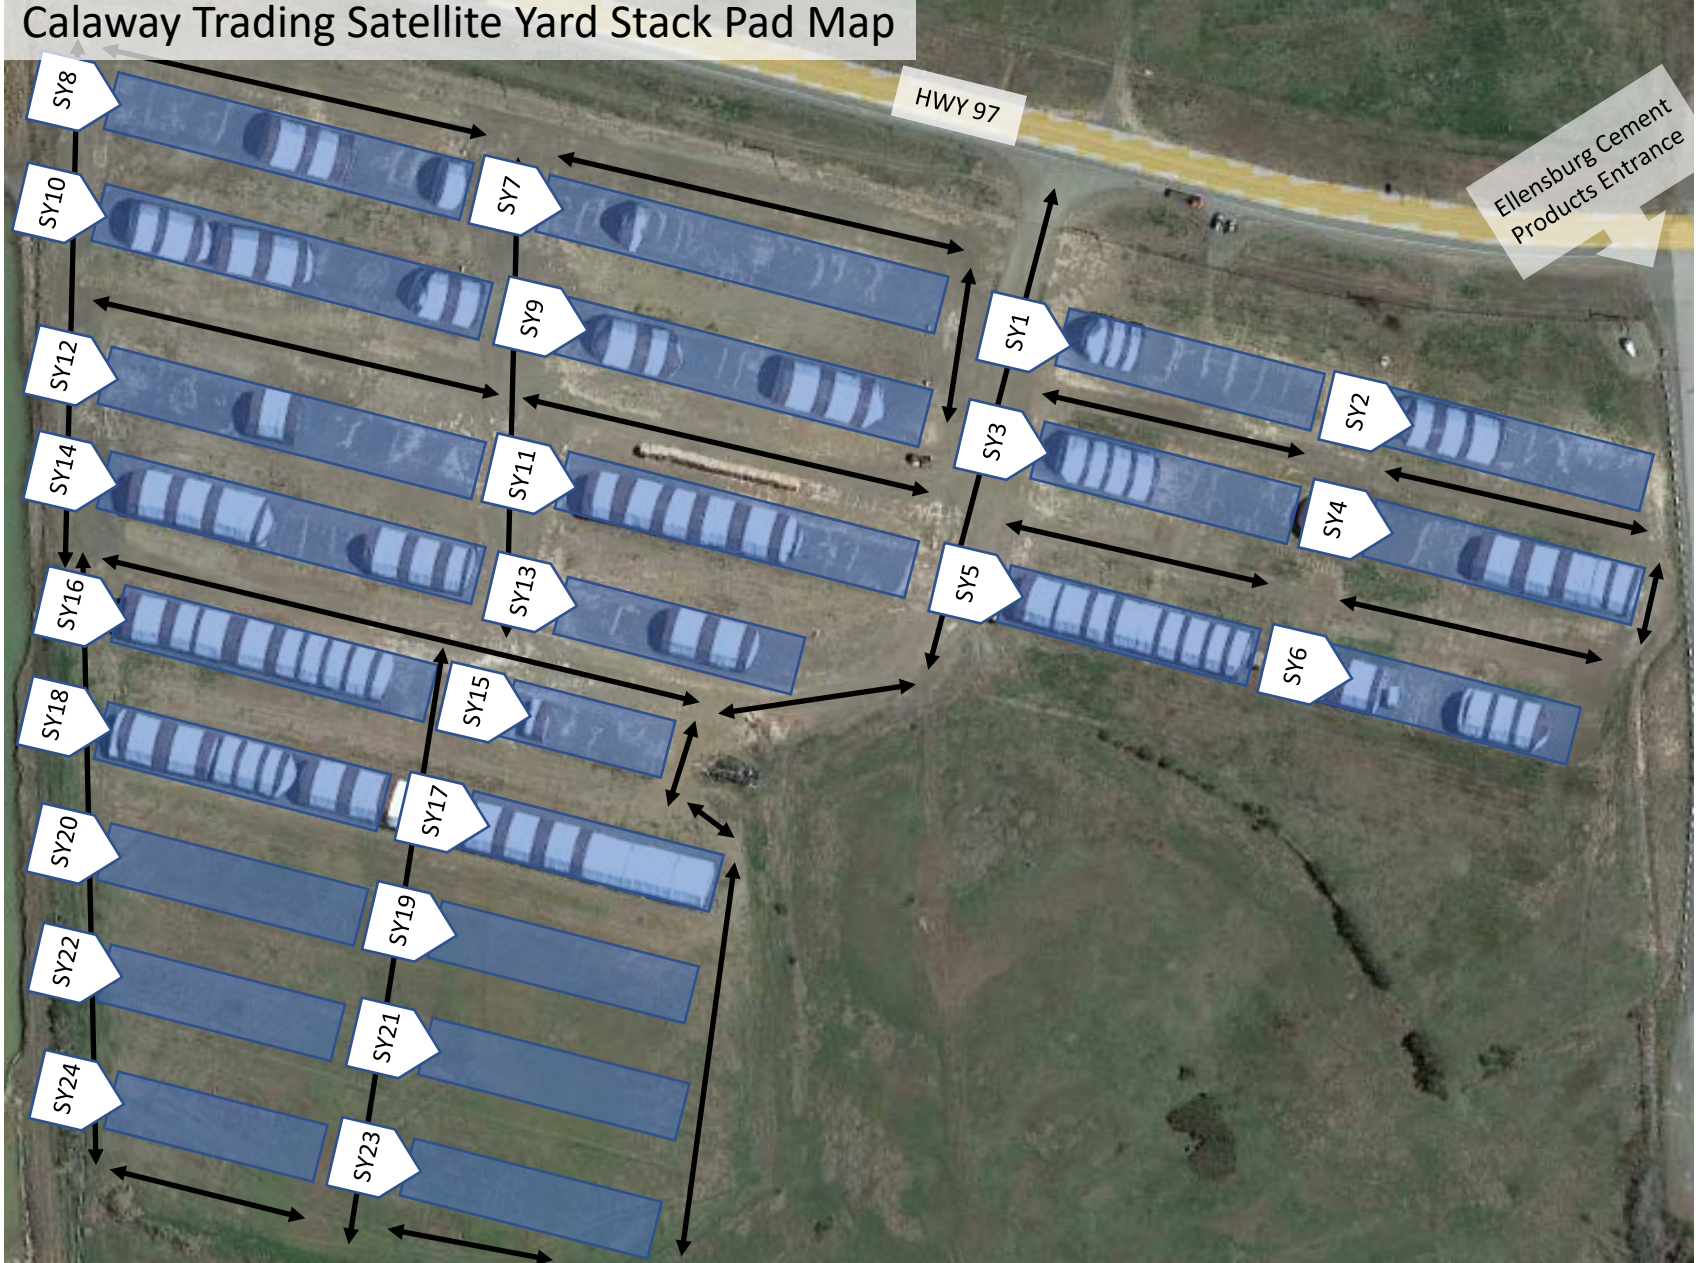 Calaway Trading Satellite Yard Stack Pad Map
HWY 97
Ellensburg Cement
Products Entrance
SY8
SY7
SY10
SY9
SY1
SY2
SY12
SY3
SY14
SY11
SY4
SY16
SY13
SY5
SY6
SY18
SY15
SY20
SY17
SY22
SY19
SY21
SY24
SY23